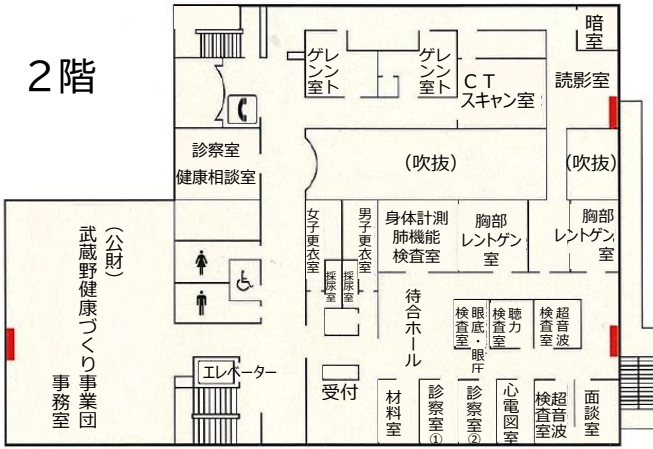 2階
暗室
レント
ゲン
室
レント
ゲン
室
CT
スキャン室
読影室
診察室
健康相談室
(吹抜)
(吹抜)
(公財)
武蔵野健康づくり事業団
事務室
女子更衣室
男子更衣室
採尿室
採尿室
身体計測
肺機能
検査室
胸部
レントゲン
室
胸部
レントゲン
室
待合ホール
眼底・眼圧
検査室
聴力
検査室
超音波
検査室
エレベーター
受付
材料室
診察室①
診察室②
心電図室
超音波
検査室
面談室